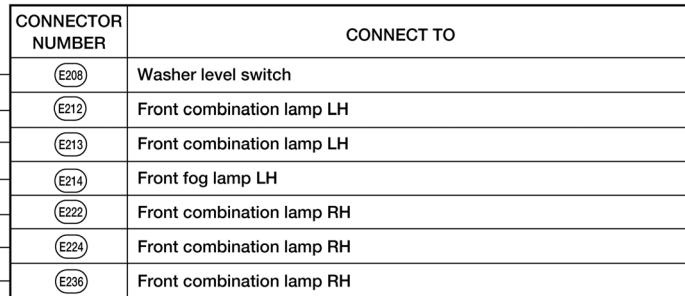 CONNECTOR NUMBER CONNECT TO
E208 Washer level switch
E212 Front combination lamp LH
E213 Front combination lamp LH
E214 Front fog lamp LH
E222 Front combination lamp RH
E224 Front combination lamp RH
E236 Front combination lamp RH